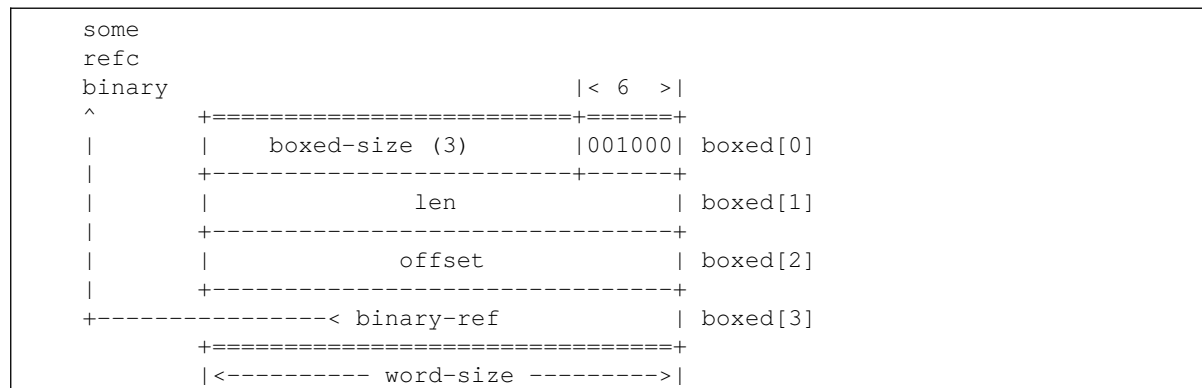 some
refc
binary                            |< 6  >|
^       +=========================+======+
|       |    boxed-size (3)       |001000| boxed[0]
|       +-------------------------+------+
|       |              len               | boxed[1]
|       +--------------------------------+
|       |             offset             | boxed[2]
|       +--------------------------------+
+----------------< binary-ref            | boxed[3]
        +================================+
        |<---------- word-size --------->|